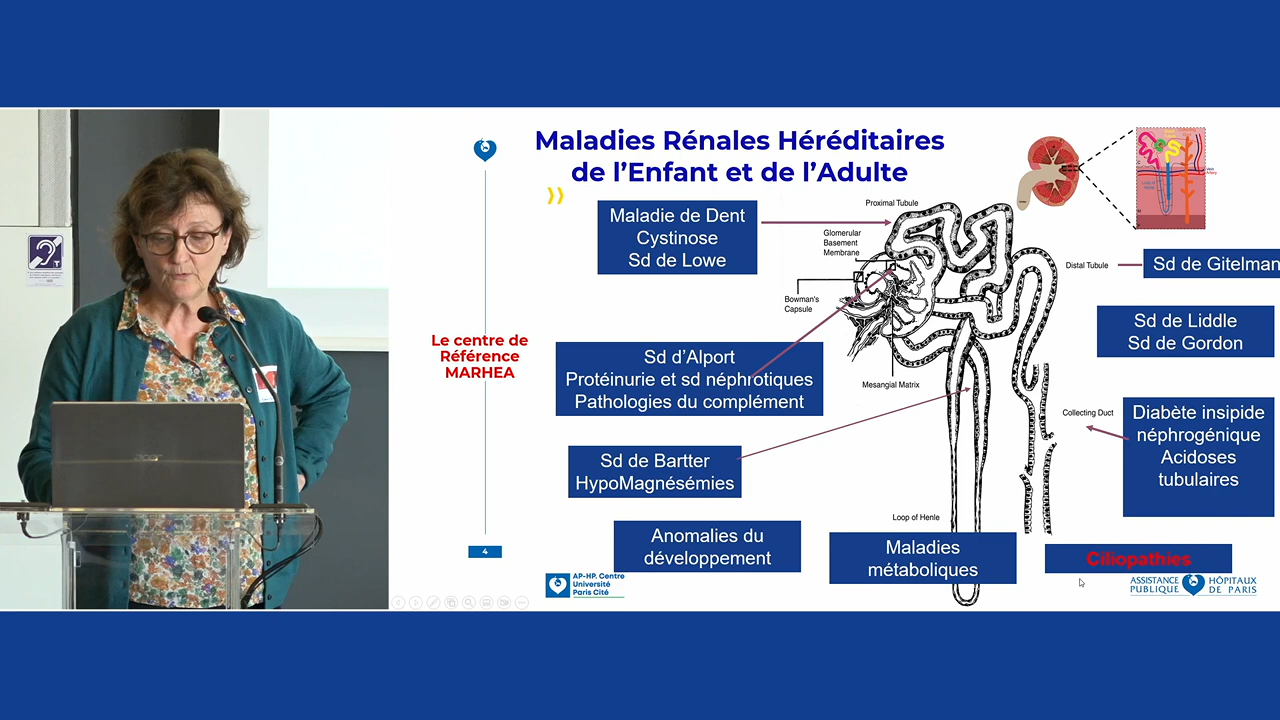 Maladies Rénales Héréditaires
de l'Enfant et de l'Adulte
Maladie de Dent
Cystinose
Sd de Lowe
Proximal Tubule
Glomerular
Basement
Membrane
Bowman's
Capsule
Distal Tubule
Sd de Gitelman
Sd de Liddle
Sd de Gordon
Le centre de
Référence
MARHEA
Sd d'Alport
Protéinurie et sd néphrotiques
Pathologies du complément
Mesangial Matrix
Collecting Duct
Diabète insipide
néphrogénique
Acidoses
tubulaires
Sd de Bartter
HypoMagnésémies
Loop of Henle
Anomalies du
développement
Maladies
métaboliques
Ciliopathies
4
AP-HP. Centre
Université
Paris Cité
ASSISTANCE
PUBLIQUE
HÔPITAUX
DE PARIS
acer